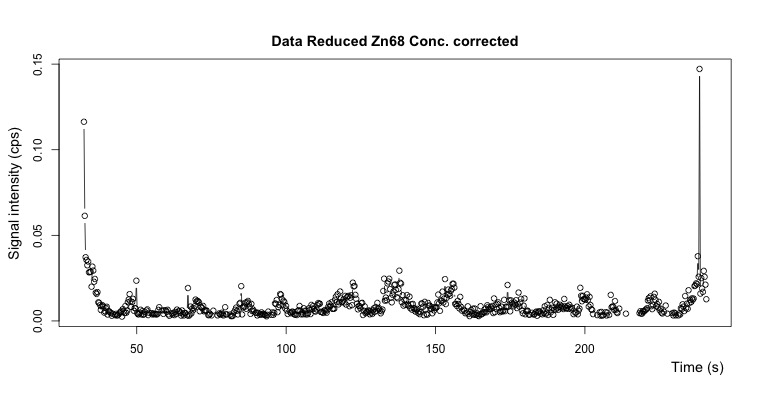 Data Reduced Zn68 Conc. corrected
Signal intensity (cps)
0.15
0.10
0.05
0.00
50 100 150 200
Time (s)